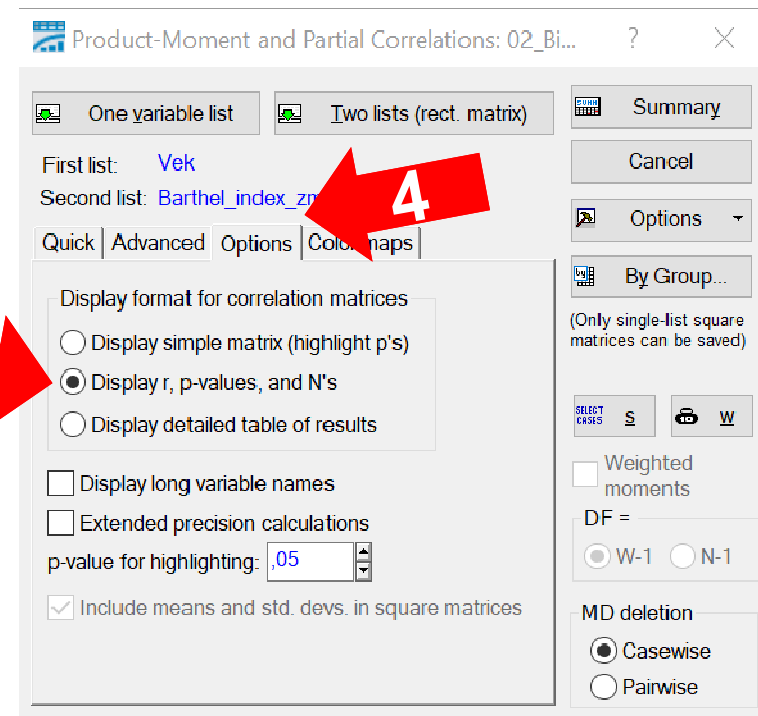 Product-Moment and Partial Correlations: 02_Bi... ?
One variable list
Two lists (rect. matrix)
Summary
First list: Vek
Cancel
Second list:
4
Options
Quick
Advanced
Options
By Group...
Display format for correlation matrices
(Only single-list square
matrices can be saved)
Display simple matrix (highlight p's)
Display r, p-values, and N's
Display detailed table of results
SELECT
CASES
S
W
Weighted
moments
Display long variable names
Extended precision calculations
DF =
p-value for highlighting: ,05
W-1
N-1
Include means and std. devs. in square matrices
MD deletion
Casewise
Pairwise